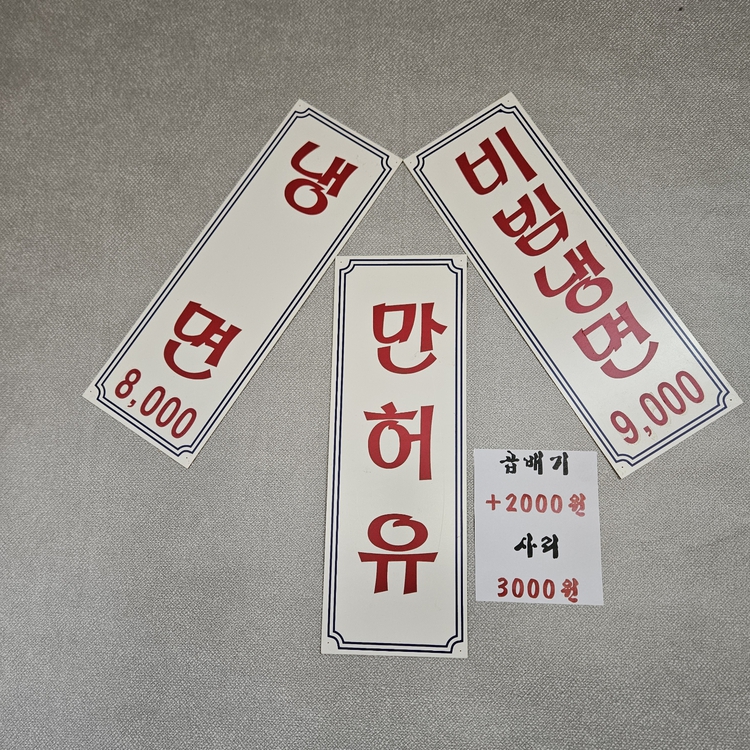 냉면
8,000
비빔냉면
9,000
만허유
곱배기
+2000원
사리
3000원